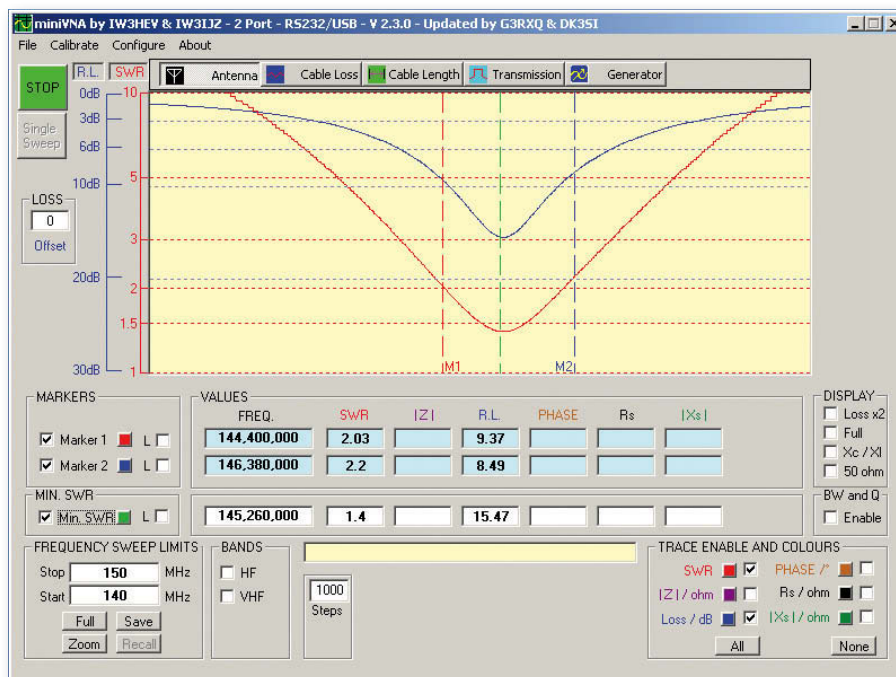 miniVNA by IW3HEV & IW3IJZ - 2 Port - RS232/USB - V 2.3.0 - Updated by G3RXQ & DK3SI
File Calibrate Configure About
STOP
R.L. SWR
Antenna Cable Loss Cable Length Transmission Generator
Single
Sweep
0dB 10
3dB
6dB
10dB 5
3
20dB 2
1.5
30dB 1
LOSS
0
Offset
M1 M2
MARKERS
Marker 1 L
Marker 2 L
VALUES
FREQ. SWR |Z| R.L. PHASE Rs |Xs|
144,400,000 2.03 9.37
146,380,000 2.2 8.49
DISPLAY
Loss x2
Full
Xc / Xl
50 ohm
MIN. SWR
Min. SWR L
145,260,000 1.4 15.47
BW and Q
Enable
FREQUENCY SWEEP LIMITS
Stop 150 MHz
Start 140 MHz
Full Save
Zoom Recall
BANDS
HF
VHF
1000
Steps
TRACE ENABLE AND COLOURS
SWR PHASE /°
|Z| / ohm Rs / ohm
Loss / dB |Xs| / ohm
All None